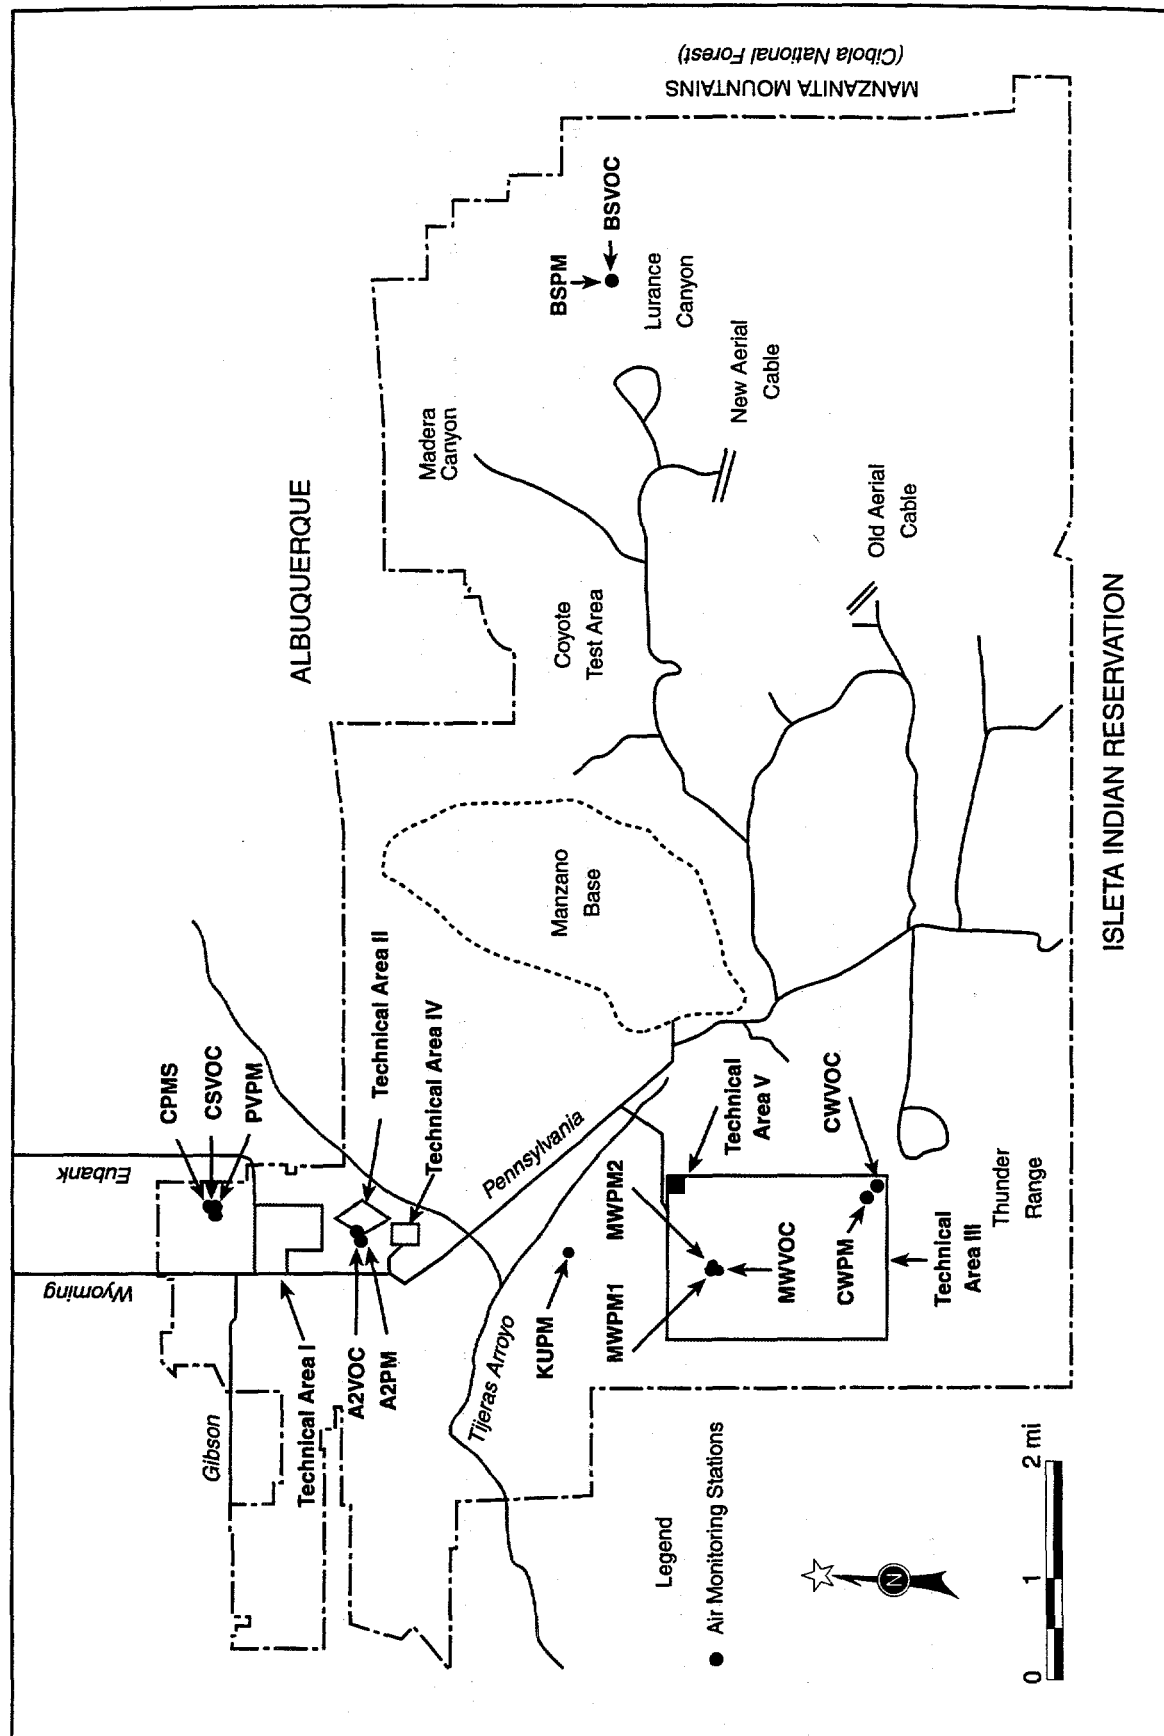 Wyoming
Eubank
Gibson
CPMS
CSVOC
PVPM
ALBUQUERQUE
Technical Area I
A2VOC
A2PM
Technical Area II
Technical Area IV
Madera
Canyon
Tijeras Arroyo
Pennsylvania
KUPM
Manzano
Base
Coyote
Test Area
BSPM
BSVOC
Lurance
Canyon
MANZANITA MOUNTAINS
(Cibola National Forest)
New Aerial
Cable
MWPM1
MWPM2
Technical
Area V
MWVOC
CWPM
CWVOC
Old Aerial
Cable
Technical
Area III
Thunder
Range
Legend
Air Monitoring Stations
N
0
1
2 mi
ISLETA INDIAN RESERVATION